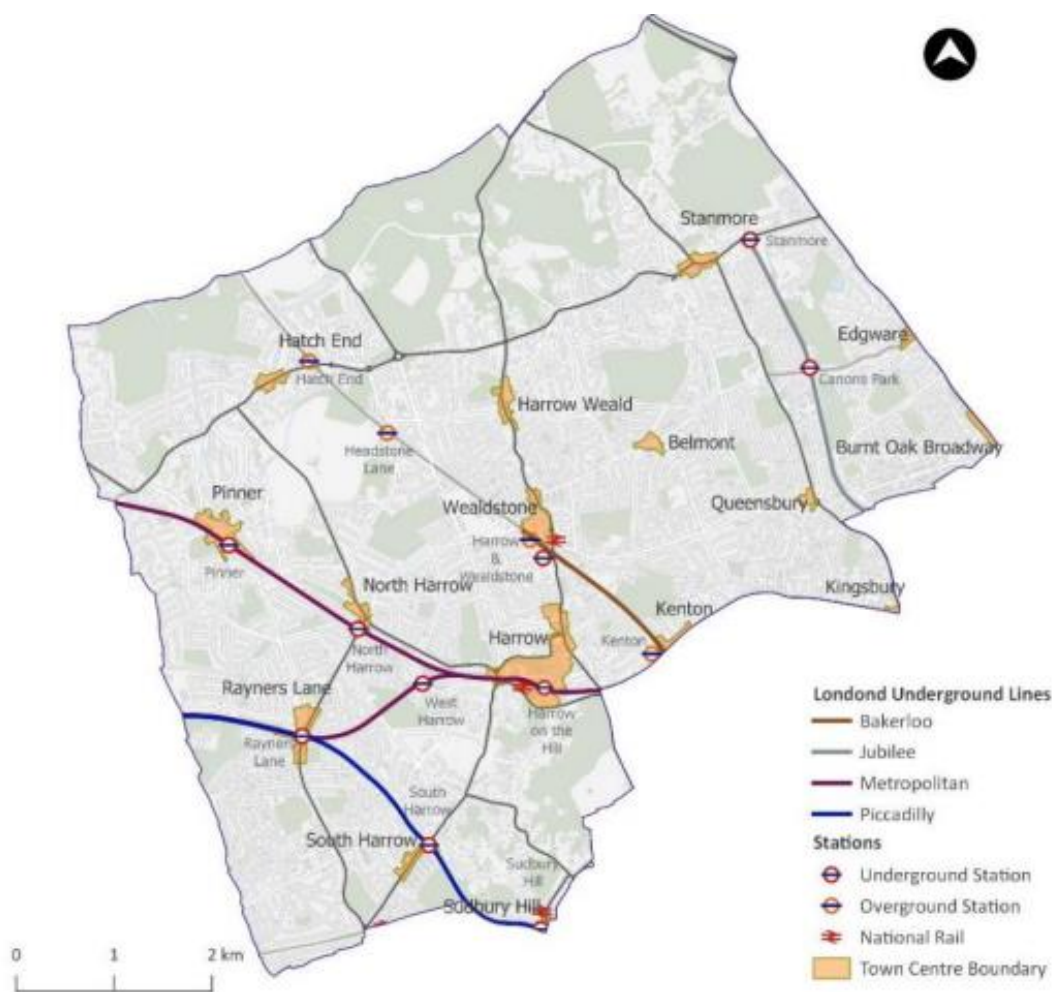 Stanmore
Stanmore
Edgware
Hatch End
Hatch End
Canons Park
Harrow Weald
Headstone
Lane
Belmont
Burnt Oak Broadway
Pinner
Queensbury
Wealdstone
Harrow
&
Wealdstone
Pinner
North Harrow
Kingsbury
Kenton
Harrow
Kenton
North
Harrow
Rayners Lane
West
Harrow
Harrow
on the
Hill
Rayners
Lane
South
Harrow
South Harrow
Sudbury
Hill
Sudbury Hill
Londond Underground Lines
Bakerloo
Jubilee
Metropolitan
Piccadilly
Stations
Underground Station
Overground Station
National Rail
Town Centre Boundary
0 1 2 km